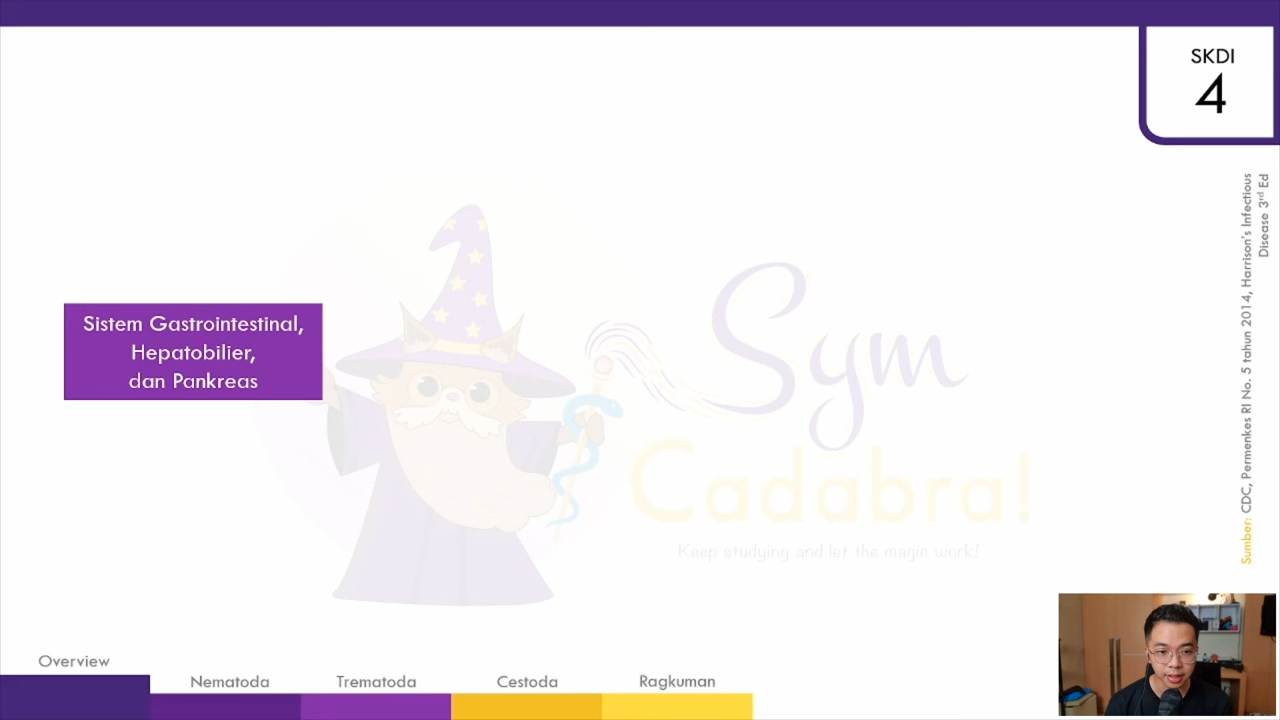 SKDI
4
Sistem Gastrointestinal,
Hepatobilier,
dan Pankreas
Sym
Cadabra!
Keep studying and let the magic work!
Sumber: CDC, Permenkes RI No. 5 tahun 2014, Harrison's Infectious
Disease 3rd Ed
Overview
Nematoda
Trematoda
Cestoda
Ragkuman